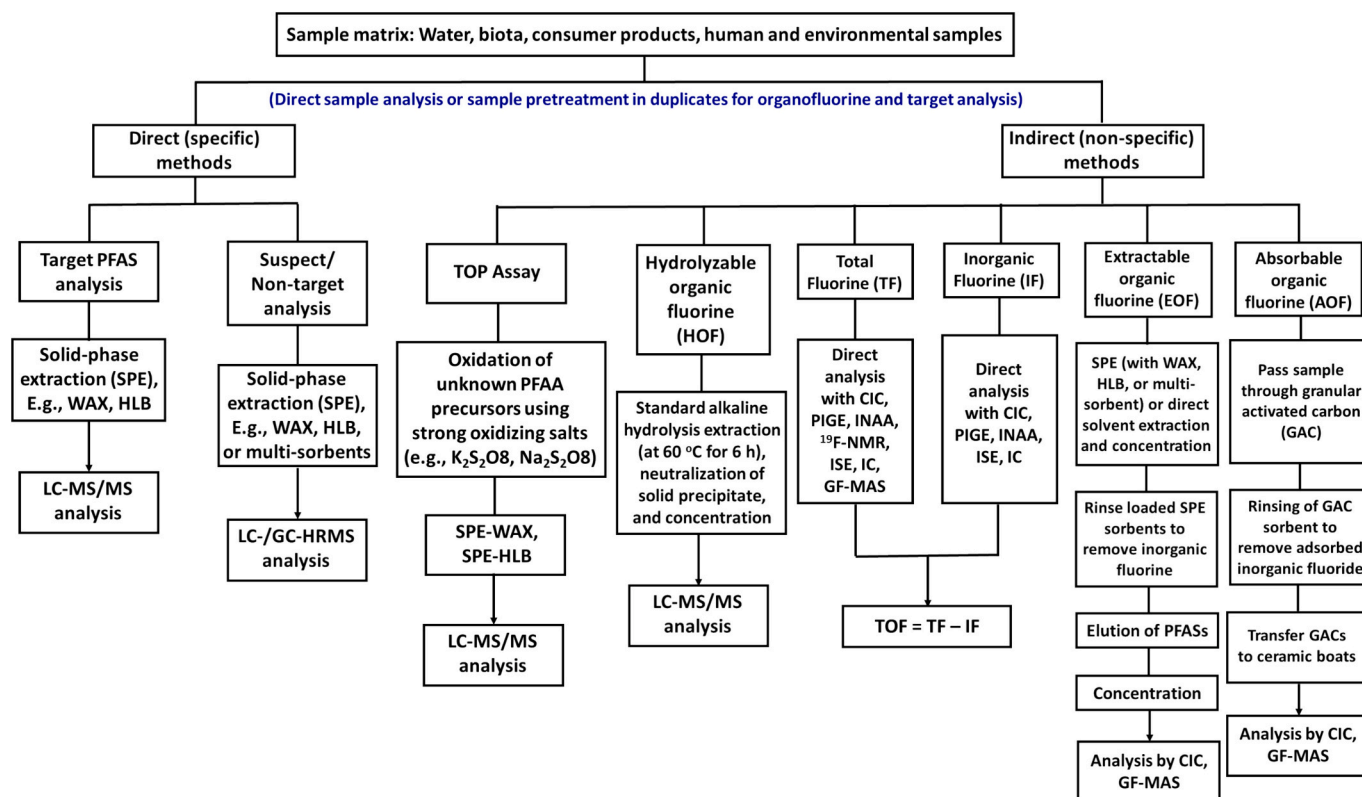 Sample matrix: Water, biota, consumer products, human and environmental samples
(Direct sample analysis or sample pretreatment in duplicates for organofluorine and target analysis)
Direct (specific)
methods
Indirect (non-specific)
methods
Target PFAS
analysis
Solid-phase
extraction (SPE),
E.g., WAX, HLB
LC-MS/MS
analysis
Suspect/
Non-target
analysis
Solid-phase
extraction (SPE),
E.g., WAX, HLB,
or multi-sorbents
LC-/GC-HRMS
analysis
TOP Assay
Oxidation of
unknown PFAA
precursors using
strong oxidizing salts
(e.g., K₂S₂O8, Na₂S₂O8)
SPE-WAX,
SPE-HLB
LC-MS/MS
analysis
Hydrolyzable
organic
fluorine
(HOF)
Standard alkaline
hydrolysis extraction
(at 60 ºC for 6 h),
neutralization of
solid precipitate,
and concentration
LC-MS/MS
analysis
Total
Fluorine (TF)
Direct
analysis
with CIC,
PIGE, INAA,
¹⁹F-NMR,
ISE, IC,
GF-MAS
Inorganic
Fluorine (IF)
Direct
analysis
with CIC,
PIGE, INAA,
ISE, IC
TOF = TF – IF
Extractable
organic
fluorine (EOF)
SPE (with WAX,
HLB, or multi-
sorbent) or direct
solvent extraction
and concentration
Rinse loaded SPE
sorbents to
remove inorganic
fluorine
Elution of PFASs
Concentration
Analysis by CIC,
GF-MAS
Absorbable
organic
fluorine (AOF)
Pass sample
through granular
activated carbon
(GAC)
Rinsing of GAC
sorbent to
remove adsorbed
inorganic fluoride
Transfer GACs
to ceramic boats
Analysis by CIC,
GF-MAS